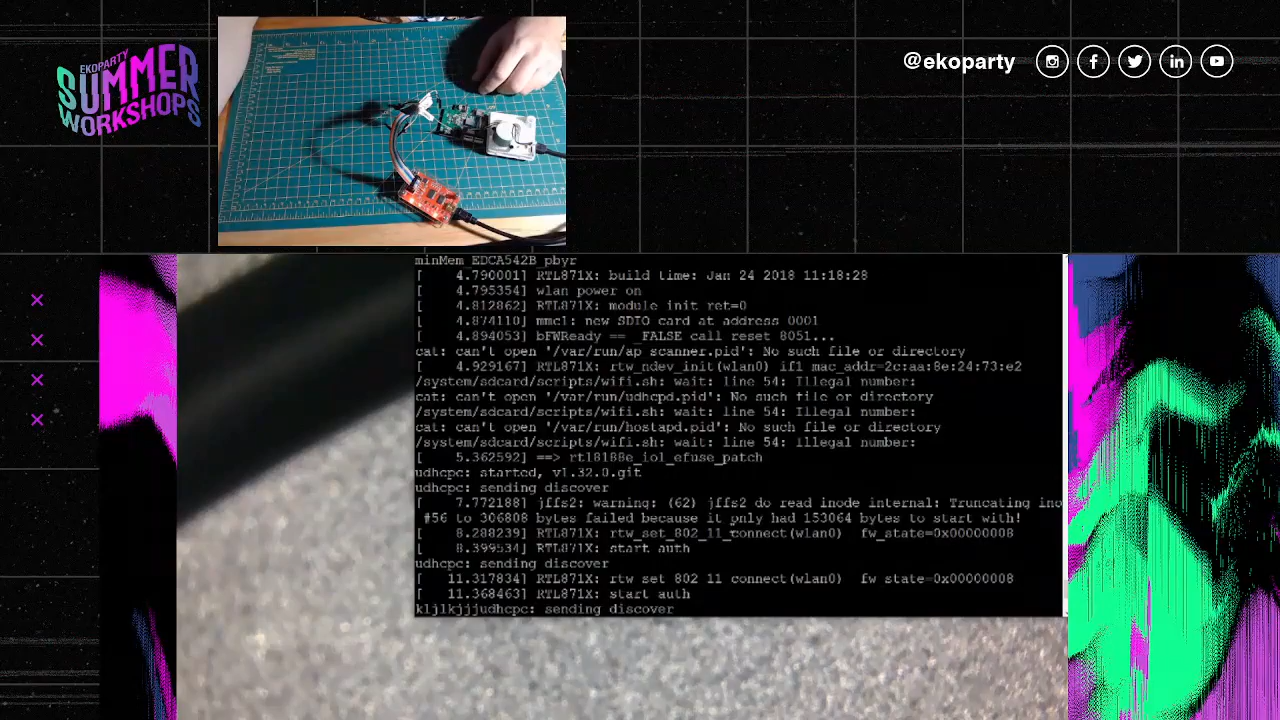 EKOPARTY
SUMMER
WORKSHOPS
@ekoparty
minMem_EDCA542B_pbyr
[    4.790001] RTL871X: build time: Jan 24 2018 11:18:28
[    4.795354] wlan power on
[    4.812862] RTL871X: module init ret=0
[    4.874110] mmc1: new SDIO card at address 0001
[    4.894053] bFWReady == _FALSE call reset 8051...
cat: can't open '/var/run/ap_scanner.pid': No such file or directory
[    4.929167] RTL871X: rtw_ndev_init(wlan0) if1 mac_addr=2c:aa:8e:24:73:e2
/system/sdcard/scripts/wifi.sh: wait: line 54: Illegal number:
cat: can't open '/var/run/udhcpd.pid': No such file or directory
/system/sdcard/scripts/wifi.sh: wait: line 54: Illegal number:
cat: can't open '/var/run/hostapd.pid': No such file or directory
/system/sdcard/scripts/wifi.sh: wait: line 54: Illegal number:
[    5.362592] ==> rtl8188e_iol_efuse_patch
udhcpc: started, v1.32.0.git
udhcpc: sending discover
[    7.772188] jffs2: warning: (62) jffs2_do_read_inode_internal: Truncating ino
#56 to 306808 bytes failed because it only had 153064 bytes to start with!
[    8.288239] RTL871X: rtw_set_802_11_connect(wlan0)  fw_state=0x00000008
[    8.399534] RTL871X: start auth
udhcpc: sending discover
[   11.317834] RTL871X: rtw_set_802_11_connect(wlan0)  fw_state=0x00000008
[   11.368463] RTL871X: start auth
kljlkjjjudhcpc: sending discover